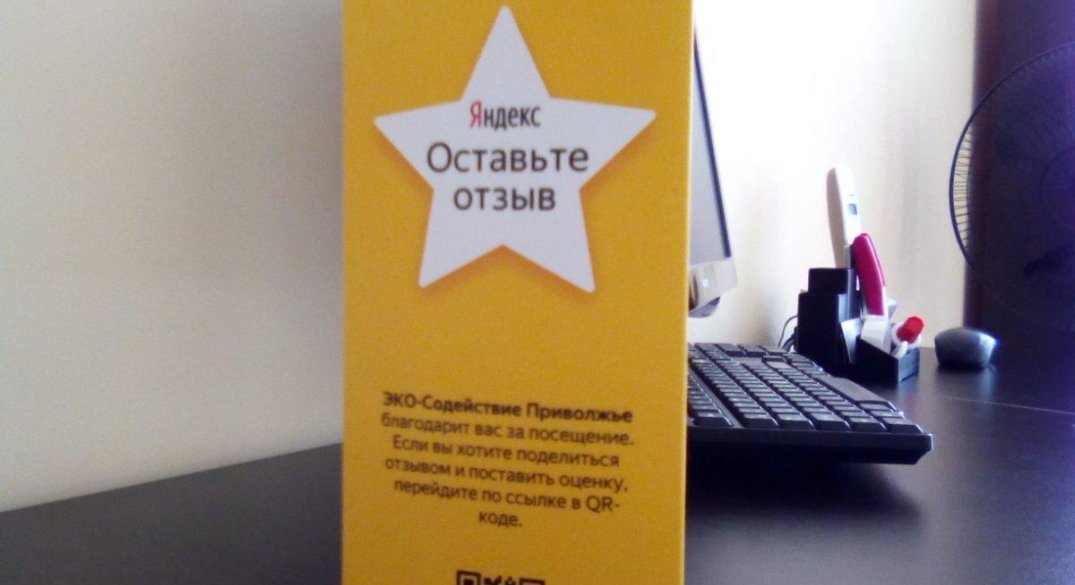 Яндекс
Оставьте
отзыв
ЭКО-Содействие Приволжье
благодарит вас за посещение.
Если вы хотите поделиться
отзывом и поставить оценку,
перейдите по ссылке в QR-
коде.